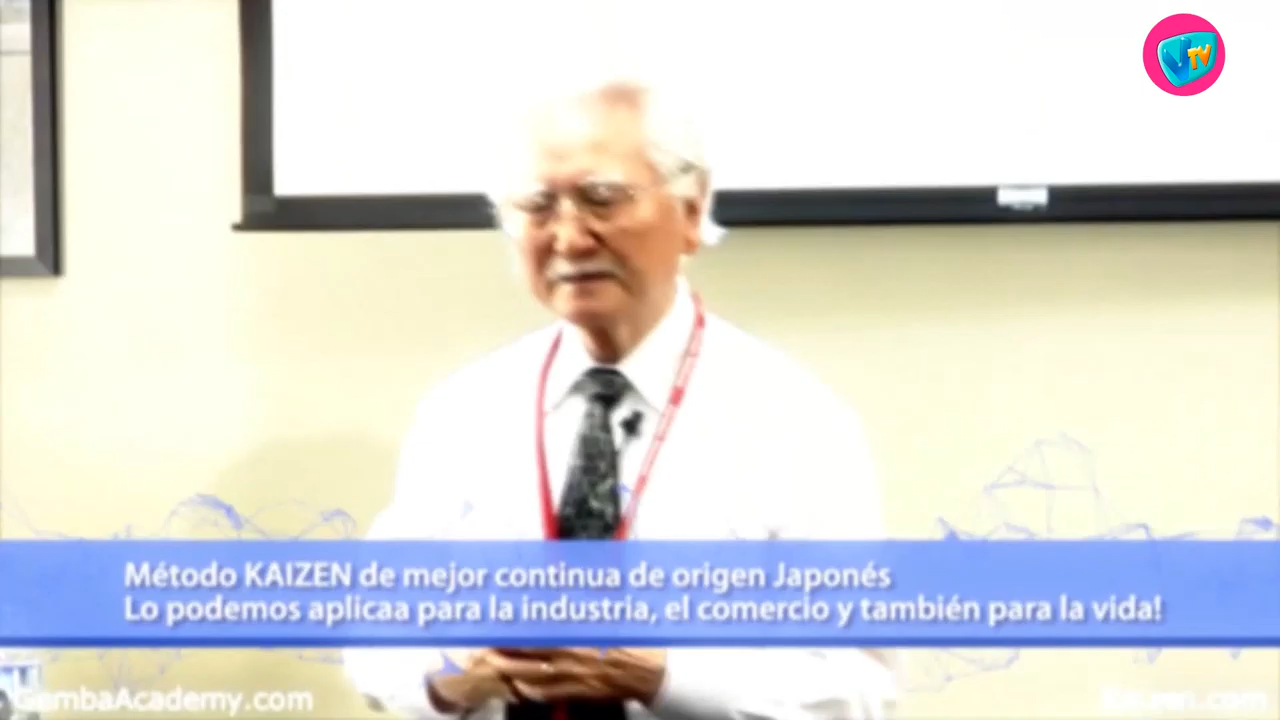 TV
Método KAIZEN de mejor continua de origen Japonés
Lo podemos aplicaa para la industria, el comercio y también para la vida!
GembaAcademy.com